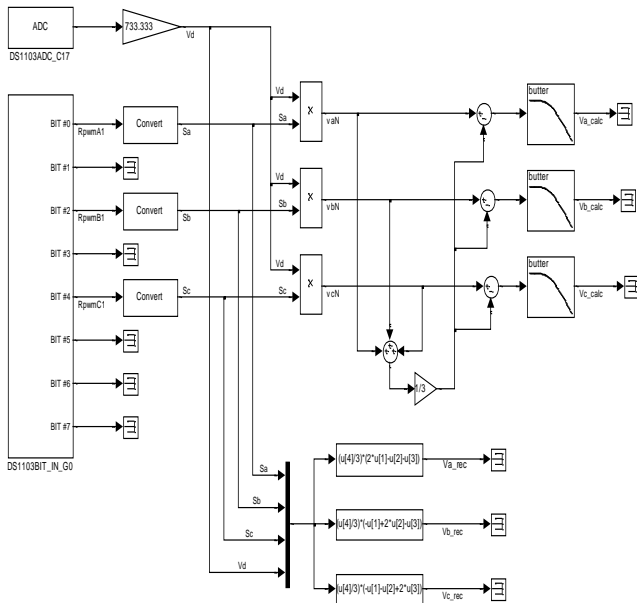 ADC
733.333
Vd
DS1103ADC_C17
butter
BIT #0
RpwmA1
Convert
Sa
Vd
Sa
X
vaN
Va_calc
BIT #1
BIT #2
RpwmB1
Convert
Sb
Vd
Sb
X
vbN
butter
Vb_calc
BIT #3
BIT #4
RpwmC1
Convert
Sc
Vd
Sc
X
vcN
butter
Vc_calc
BIT #5
BIT #6
BIT #7
1/3
DS1103BIT_IN_G0
Sa
Sb
Sc
Vd
(u[4]/3)*(2*u[1]-u[2]-u[3])
Va_rec
(u[4]/3)*(-u[1]+2*u[2]-u[3])
Vb_rec
(u[4]/3)*(-u[1]-u[2]+2*u[3])
Vc_rec